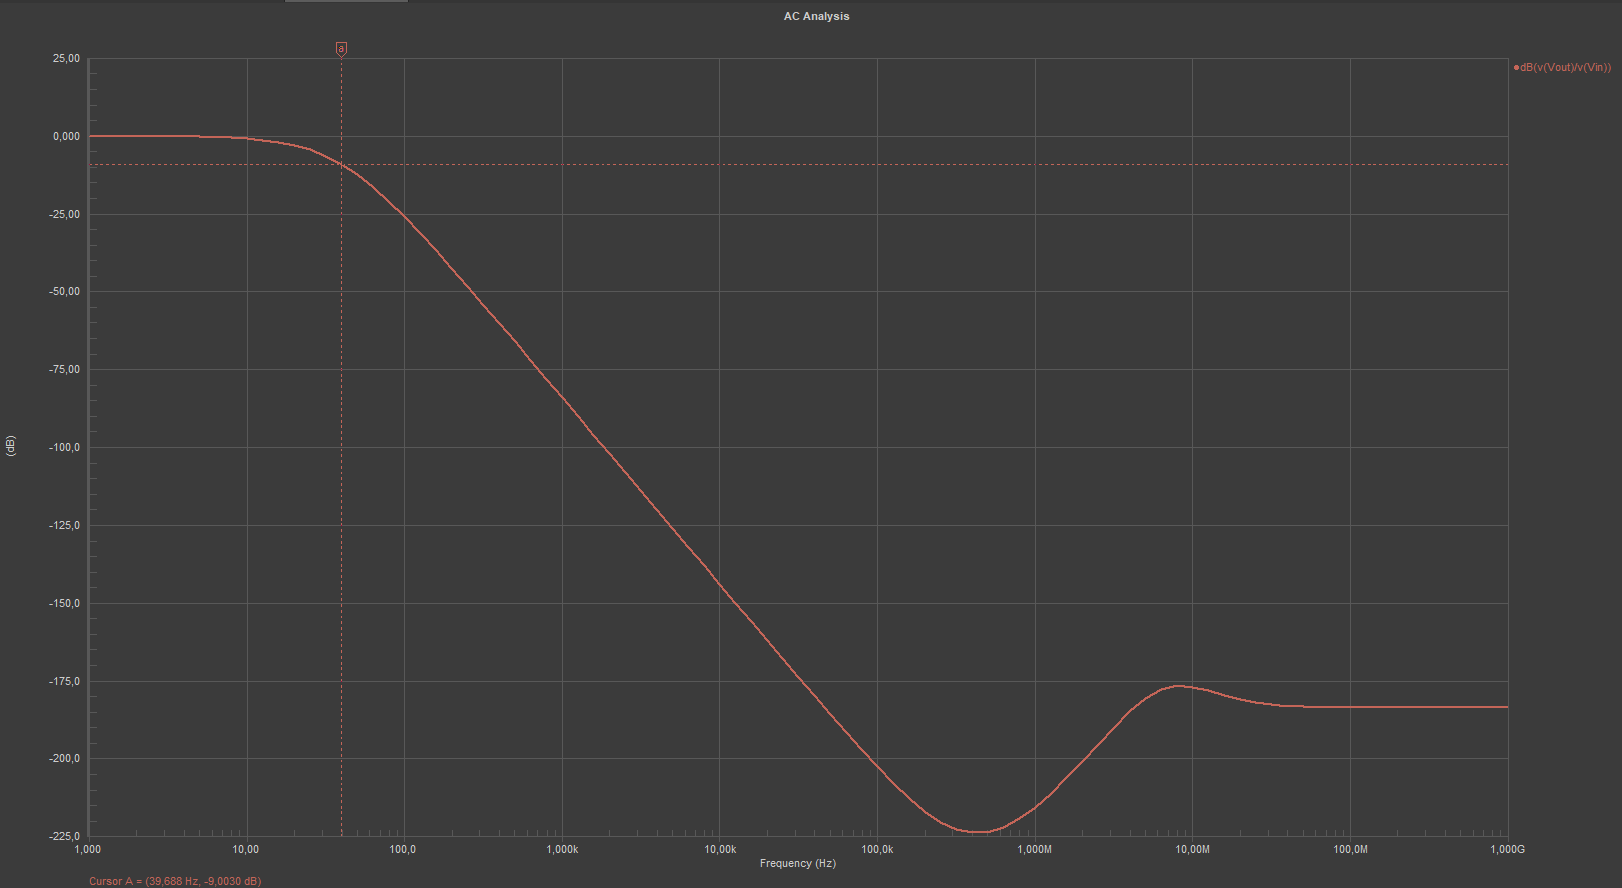 AC Analysis
a
25,00
dB(v(Vout)/v(Vin))
0,000
-25,00
-50,00
-75,00
-100,0
(dB)
-125,0
-150,0
-175,0
-200,0
-225,0
1,000 10,00 100,0 1,000k 10,00k 100,0k 1,000M 10,00M 100,0M 1,000G
Frequency (Hz)
Cursor A = (39,688 Hz, -9,0030 dB)